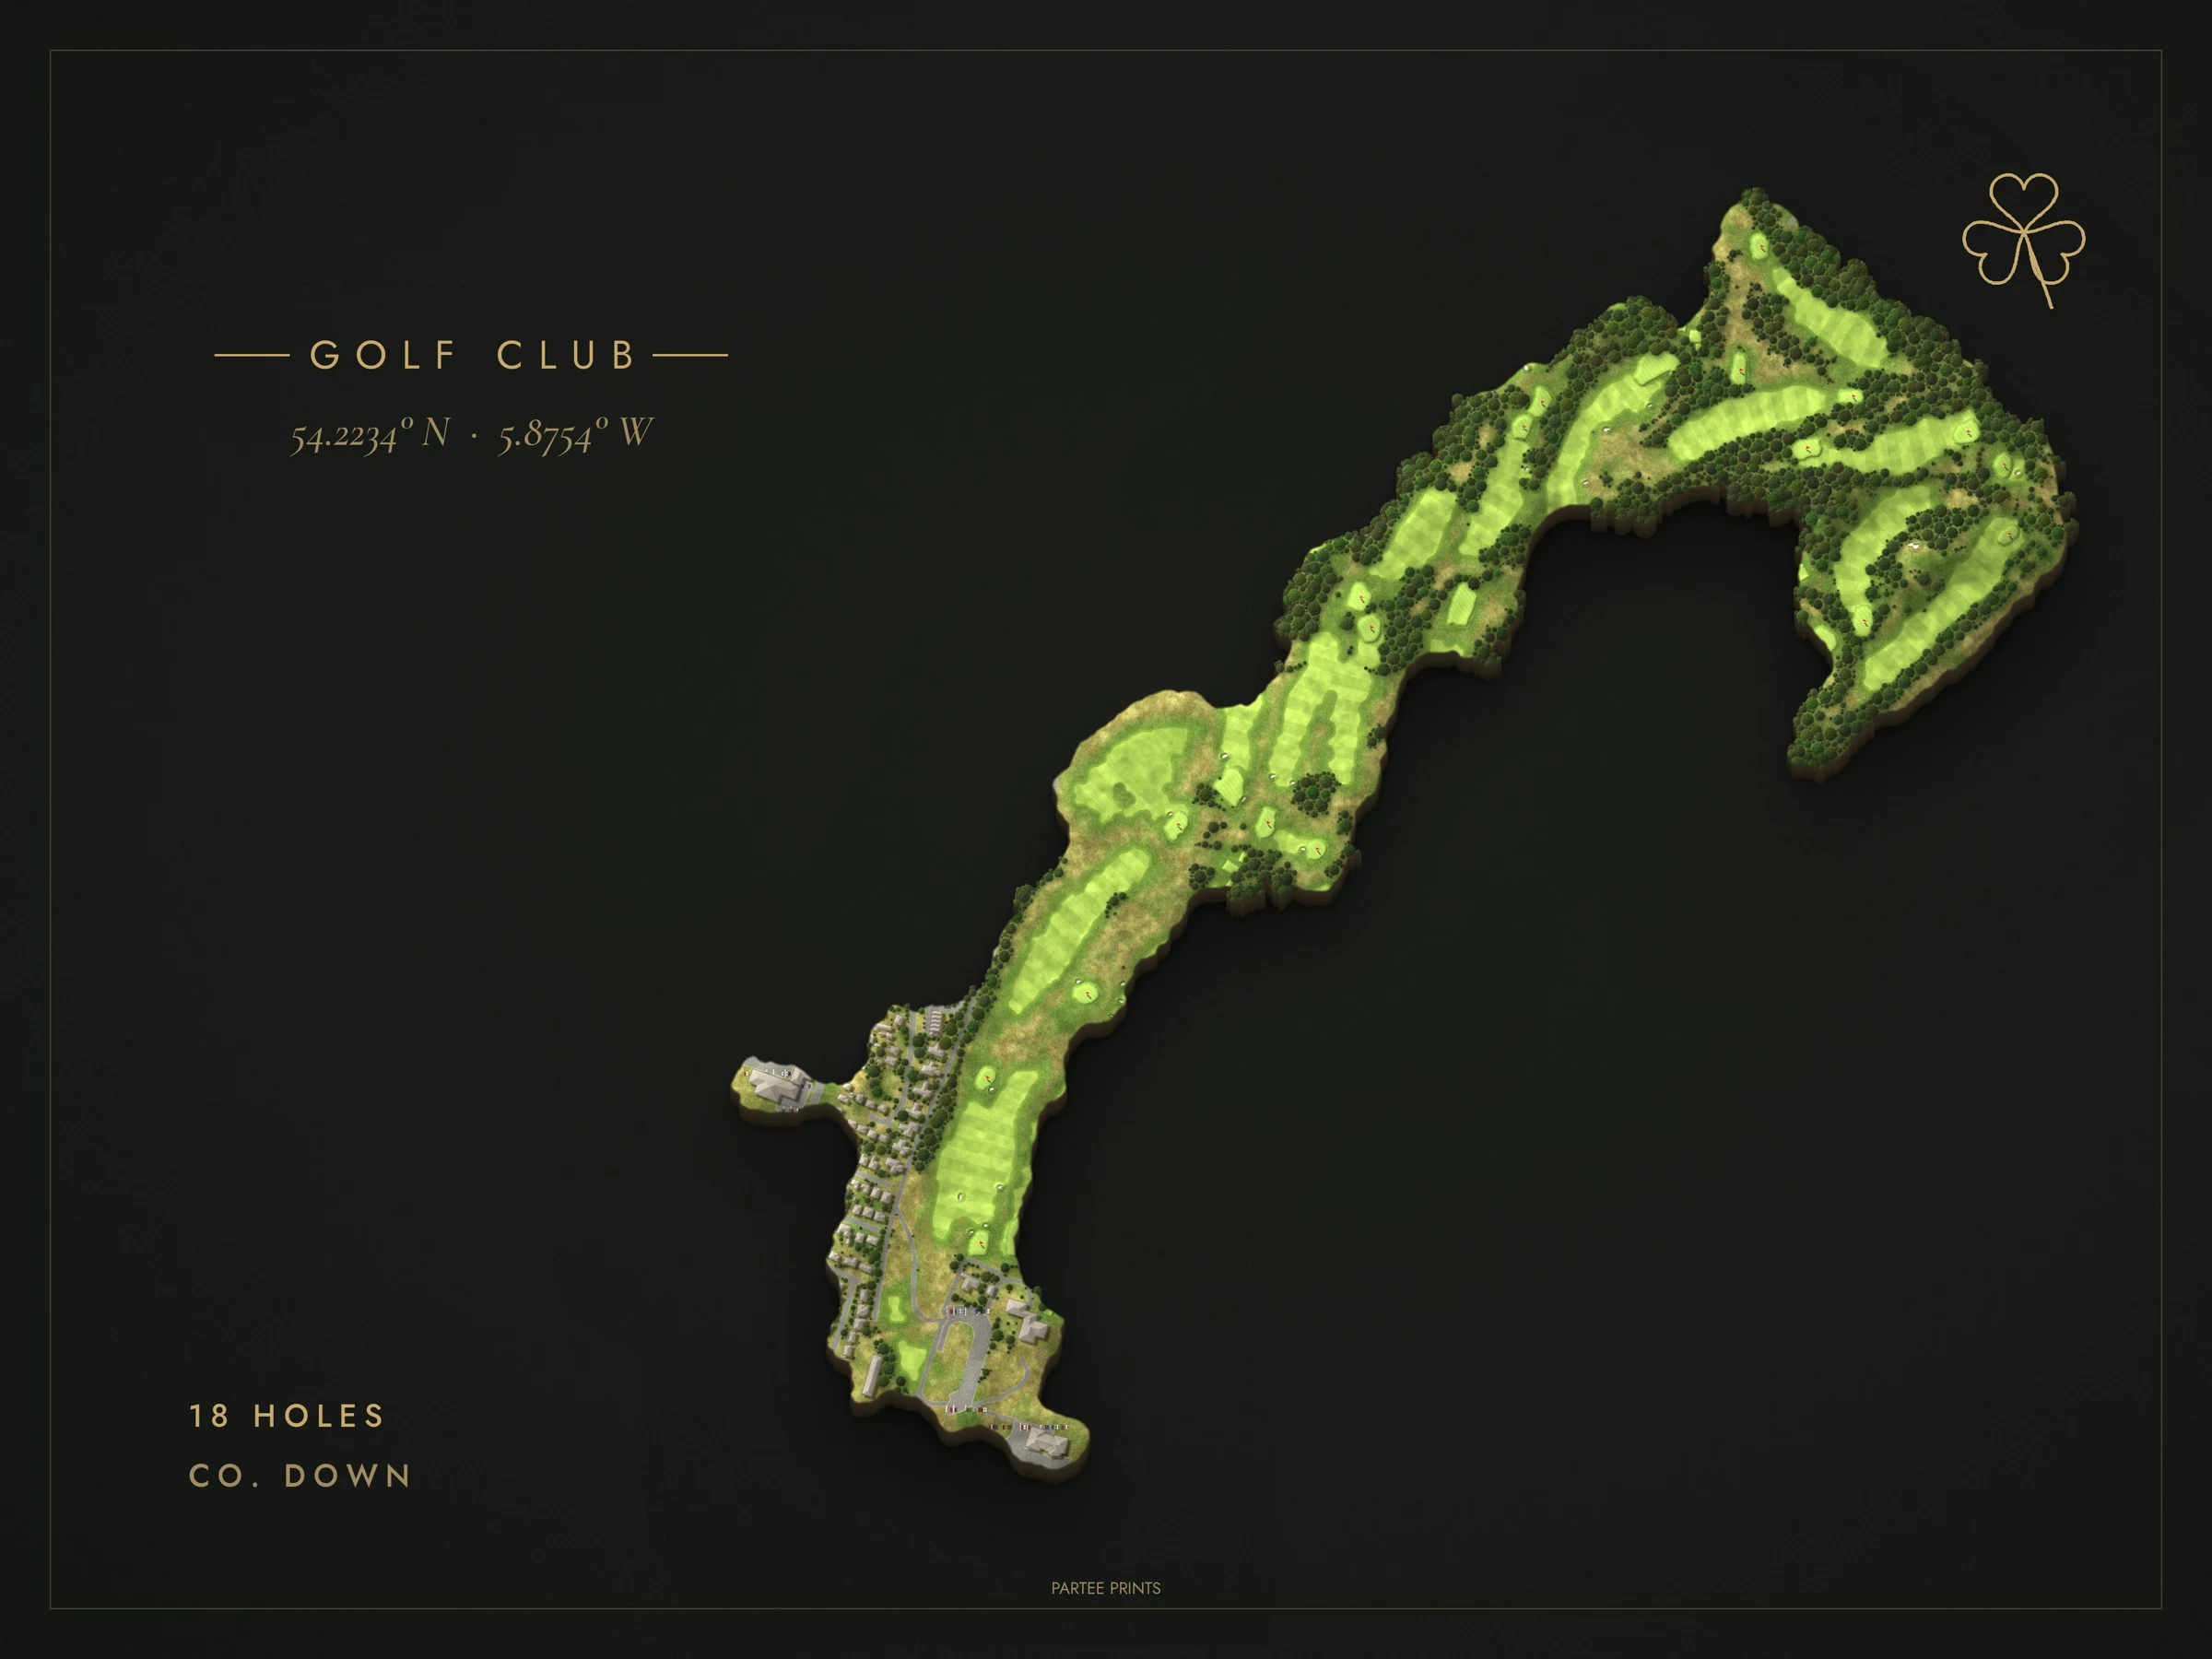 GOLF CLUB
54.2234° N · 5.8754° W
18 HOLES
CO. DOWN
PARTEE PRINTS